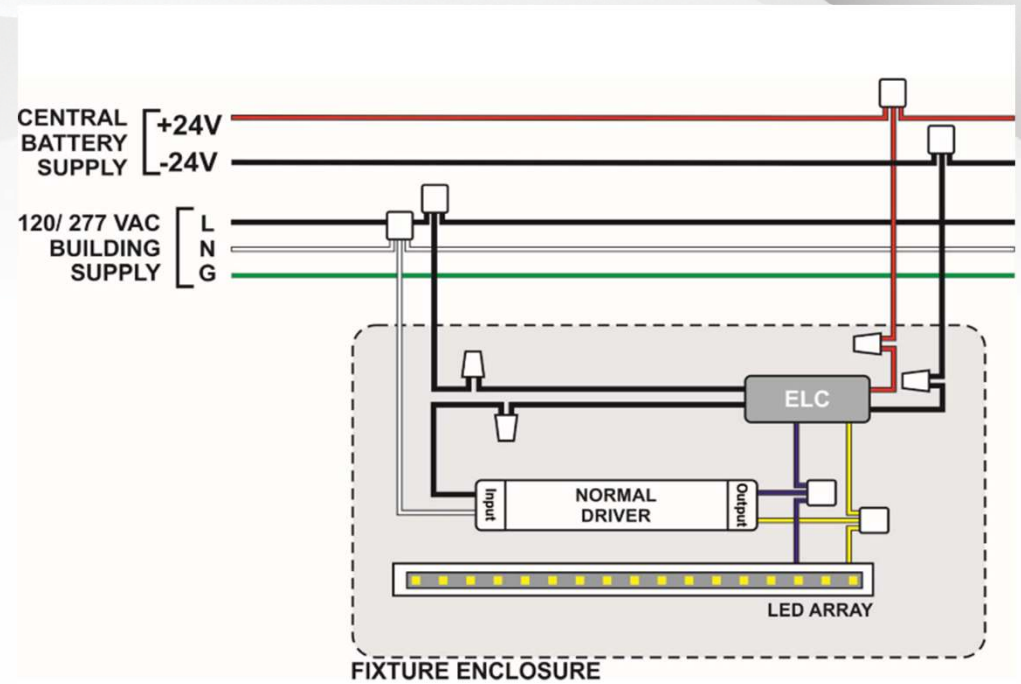 CENTRAL
BATTERY
SUPPLY
+24V
-24V
120/ 277 VAC
BUILDING
SUPPLY
L
N
G
ELC
Input
NORMAL
DRIVER
Output
LED ARRAY
FIXTURE ENCLOSURE